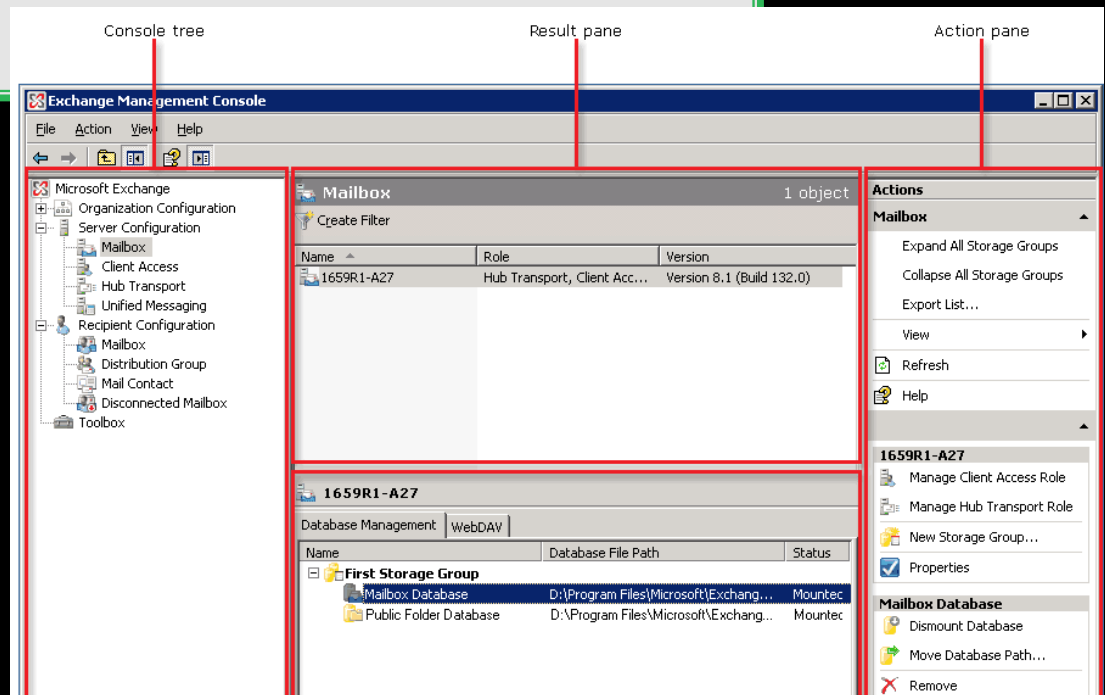 Console tree
Result pane
Action pane
Exchange Management Console
File Action View Help
Microsoft Exchange
Organization Configuration
Server Configuration
Mailbox
Client Access
Hub Transport
Unified Messaging
Recipient Configuration
Mailbox
Distribution Group
Mail Contact
Disconnected Mailbox
Toolbox
Mailbox 1 object
Create Filter
Name Role Version
1659R1-A27 Hub Transport, Client Acc... Version 8.1 (Build 132.0)
1659R1-A27
Database Management WebDAV
Name Database File Path Status
First Storage Group
Mailbox Database D:\Program Files\Microsoft\Exchang... Mountec
Public Folder Database D:\Program Files\Microsoft\Exchang... Mountec
Actions
Mailbox
Expand All Storage Groups
Collapse All Storage Groups
Export List...
View
Refresh
Help
1659R1-A27
Manage Client Access Role
Manage Hub Transport Role
New Storage Group...
Properties
Mailbox Database
Dismount Database
Move Database Path...
Remove